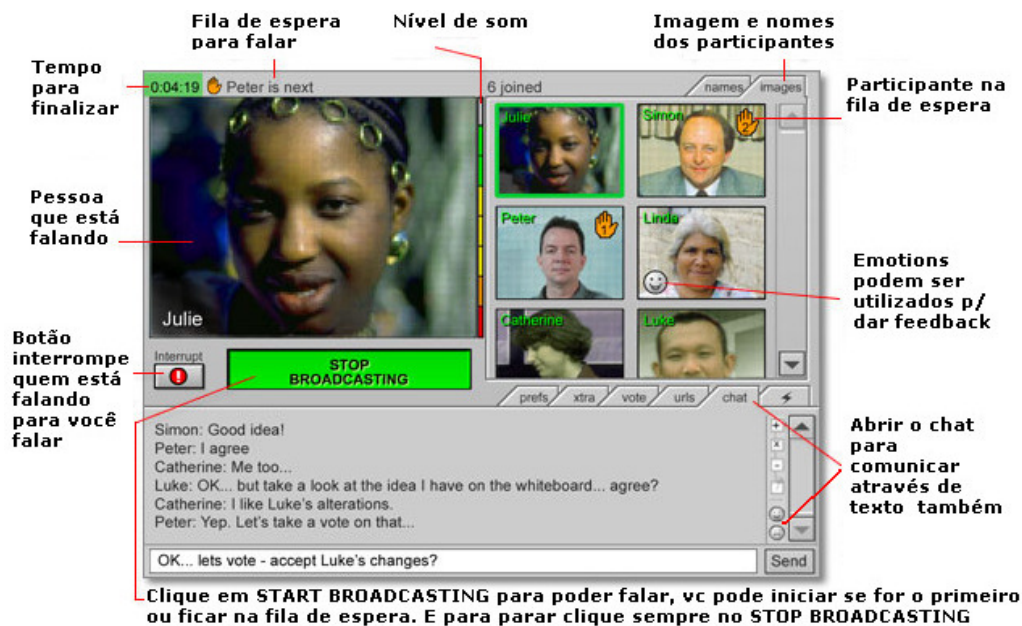 Fila de espera
para falar
Nível de som
Imagem e nomes
dos participantes
Tempo
para
finalizar
0:04:19 Peter is next
6 joined
names
images
Participante na
fila de espera
Julie
Simon
2
Peter
1
Linda
Pessoa
que está
falando
Emotions
podem ser
utilizados p/
dar feedback
Julie
Catherine
Luke
Botão
interrompe
quem está
falando
para você
falar
Interrupt
STOP
BROADCASTING
prefs
xtra
vote
urls
chat
Simon: Good idea!
Peter: I agree
Catherine: Me too...
Luke: OK... but take a look at the idea I have on the whiteboard... agree?
Catherine: I like Luke's alterations.
Peter: Yep. Let's take a vote on that...
Abrir o chat
para
comunicar
através de
texto também
OK... lets vote - accept Luke's changes?
Send
Clique em START BROADCASTING para poder falar, vc pode iniciar se for o primeiro
ou ficar na fila de espera. E para parar clique sempre no STOP BROADCASTING